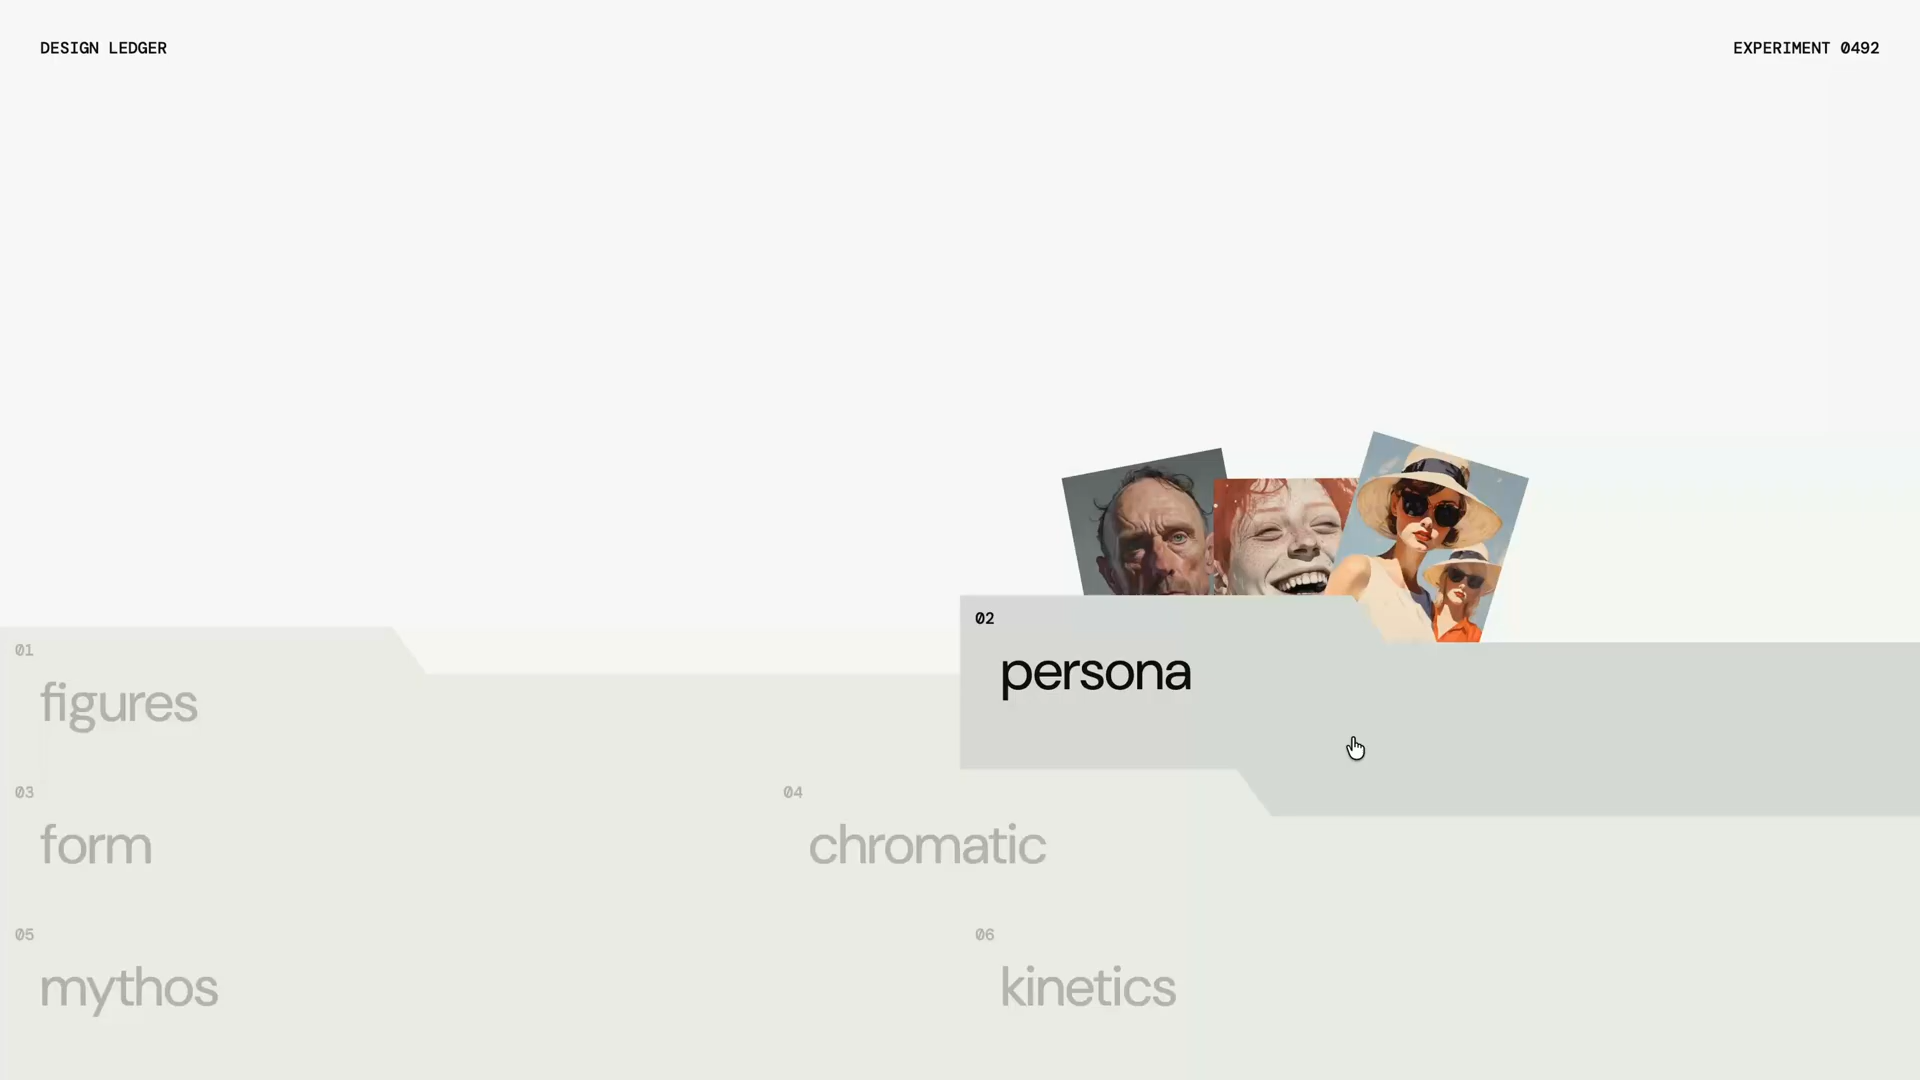 DESIGN LEDGER
EXPERIMENT 0492
01
figures
02
persona
03
form
04
chromatic
05
mythos
06
kinetics